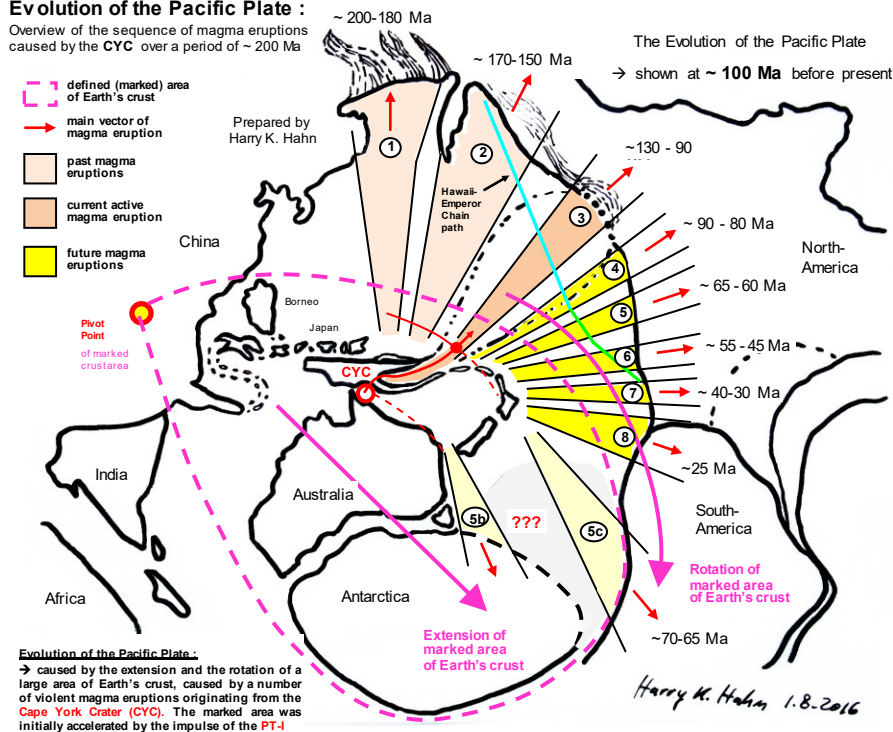 Evolution of the Pacific Plate :
Overview of the sequence of magma eruptions
caused by the CYC over a period of ~ 200 Ma
defined (marked) area
of Earth's crust
main vector of
magma eruption
past magma
eruptions
current active
magma eruption
future magma
eruptions
Prepared by
Harry K. Hahn
~ 200-180 Ma
~ 170-150 Ma
The Evolution of the Pacific Plate
→ shown at ~ 100 Ma before present
~130 - 90
~ 90 - 80 Ma
~ 65 - 60 Ma
~ 55 - 45 Ma
~ 40-30 Ma
~25 Ma
~70-65 Ma
1
2
3
4
5
6
7
8
5b
???
5c
Hawaii-
Emperor
Chain
path
China
North-
America
Borneo
Japan
Pivot
Point
of marked
crustarea
CYC
India
Australia
South-
America
Africa
Antarctica
Rotation of
marked area
of Earth's crust
Extension of
marked area
of Earth's crust
Evolution of the Pacific Plate :
→ caused by the extension and the rotation of a
large area of Earth's crust, caused by a number
of violent magma eruptions originating from the
Cape York Crater (CYC). The marked area was
initially accelerated by the impulse of the PT-I
Harry K. Hahn 1.8.2016